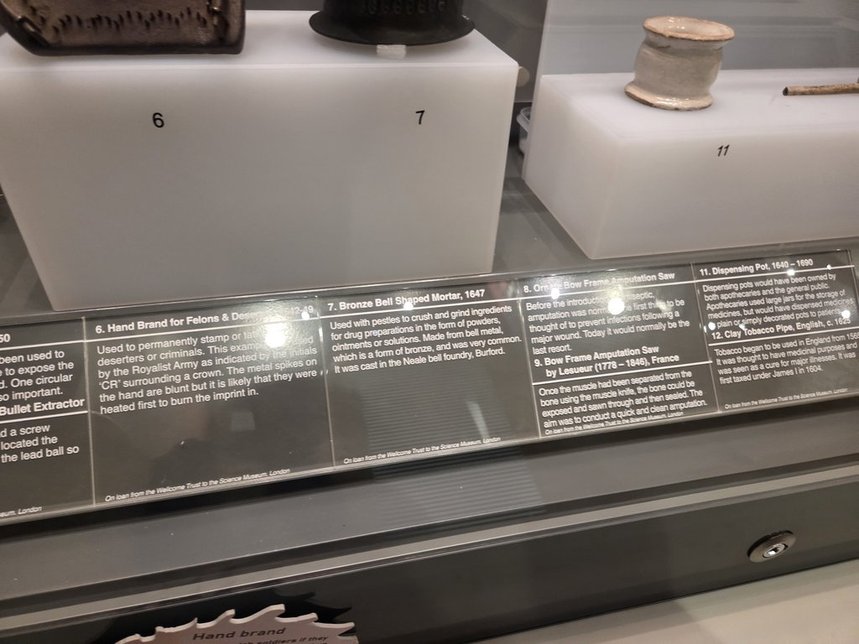 6
7
11
50
been used to
to expose the
d. One circular
so important.
Bullet Extractor
d a screw
located the
the lead ball so
eum, London
6. Hand Brand for Felons &
Used to permanently stamp or
deserters or criminals. This
by the Royalist Army as indicated by the initials
'CR' surrounding a crown. The metal spikes on
the hand are blunt but it is likely that they were
heated first to burn the imprint in.
On loan from the Wellcome Trust to the Science Museum, London
7. Bronze Bell Shaped Mortar, 1647
Used with pestles to crush and grind ingredients
for drug preparations in the form of powders,
ointments or solutions. Made from bell metal,
which is a form of bronze, and was very common.
It was cast in the Neale bell foundry, Burford.
On loan from the Wellcome Trust to the Science Museum, London
8. Bow Frame Amputation Saw
Before the
amputation was first to be
thought of to prevent infections following a
major wound. Today it would normally be the
last resort.
9. Bow Frame Amputation Saw
by Lesueur (1778 – 1846), France
Once the muscle had been separated from the
bone using the muscle knife, the bone could be
exposed and sawn through and then sealed. The
aim was to conduct a quick and clean amputation.
On loan from the Wellcome Trust to the Science Museum, London
11. Dispensing Pot, 1640 – 1690
Dispensing pots would have been owned by
both apothecaries and the general public.
Apothecaries used large jars for the storage of
medicines, but would have dispensed medicines
plain simply decorated pots to
12. Clay Tobacco Pipe, English, c. 1625
Tobacco began to be used in England from
It was thought to have medicinal purposes and
was seen as a cure for major illnesses. It was
first taxed under James I in 1604.
On loan from the Wellcome Trust to the Science Museum, London
Hand brand
soldiers if they